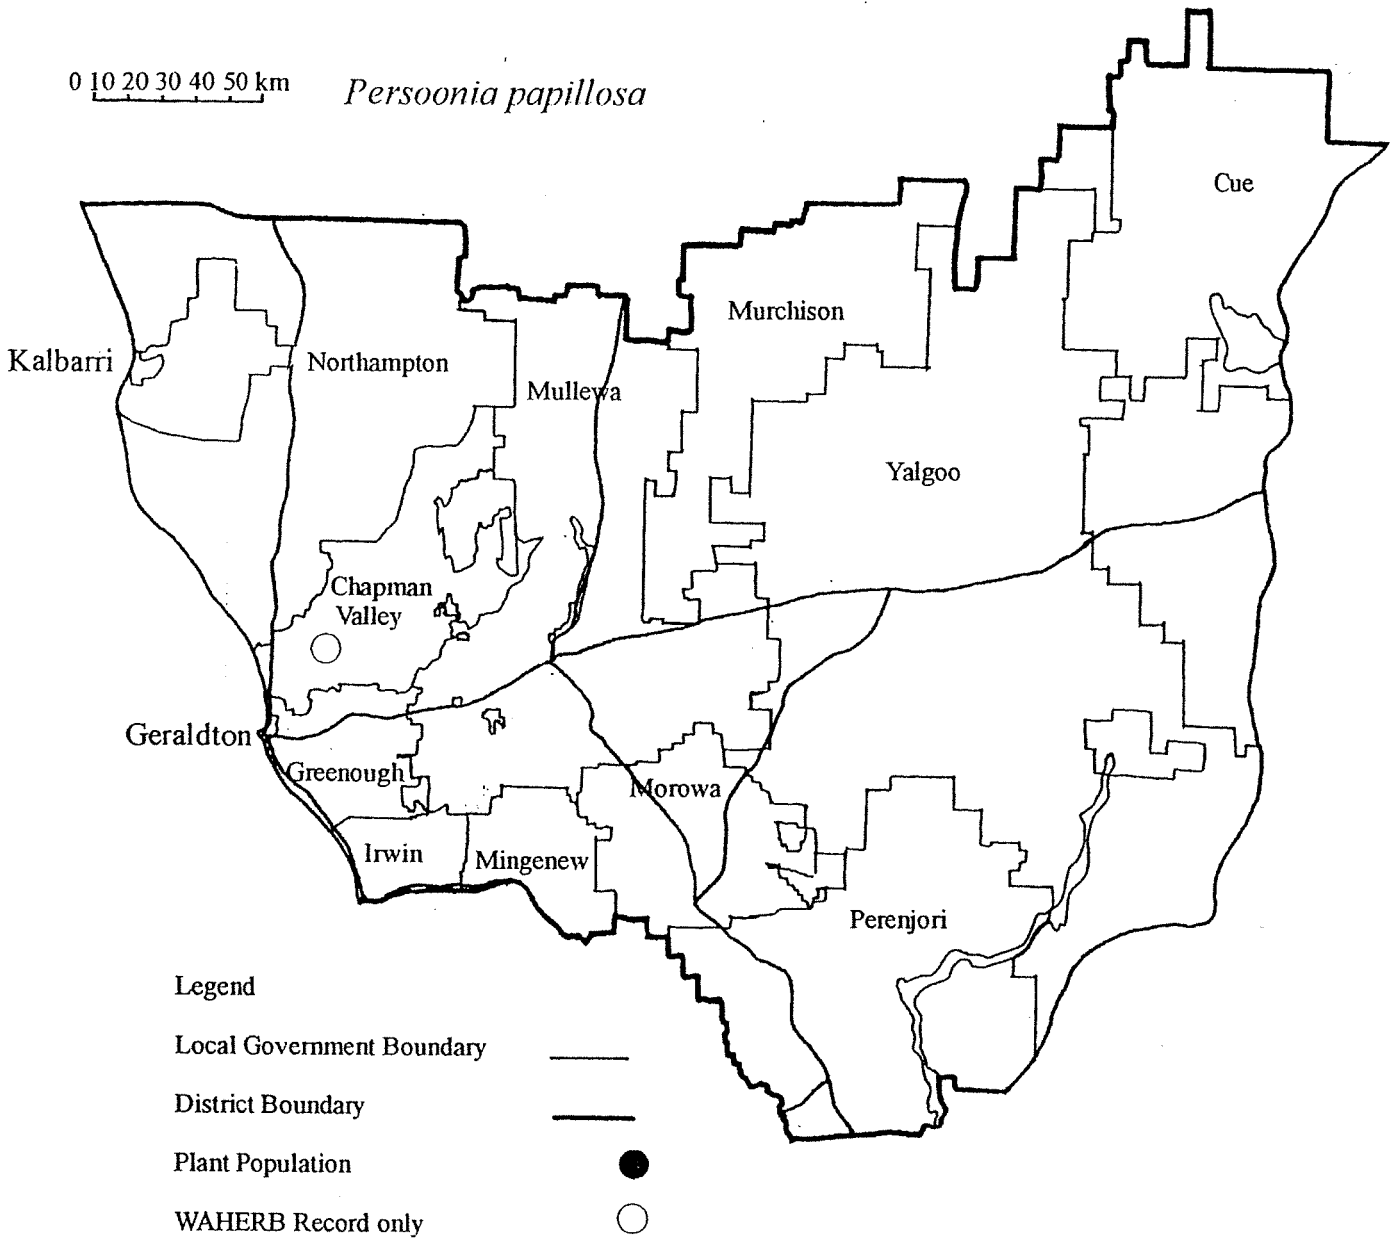 0 10 20 30 40 50 km
Persoonia papillosa
Cue
Murchison
Kalbarri
Northampton
Mullewa
Yalgoo
Chapman
Valley
Geraldton
Greenough
Morowa
Irwin
Mingenew
Perenjori
Legend
Local Government Boundary
District Boundary
Plant Population
WAHERB Record only